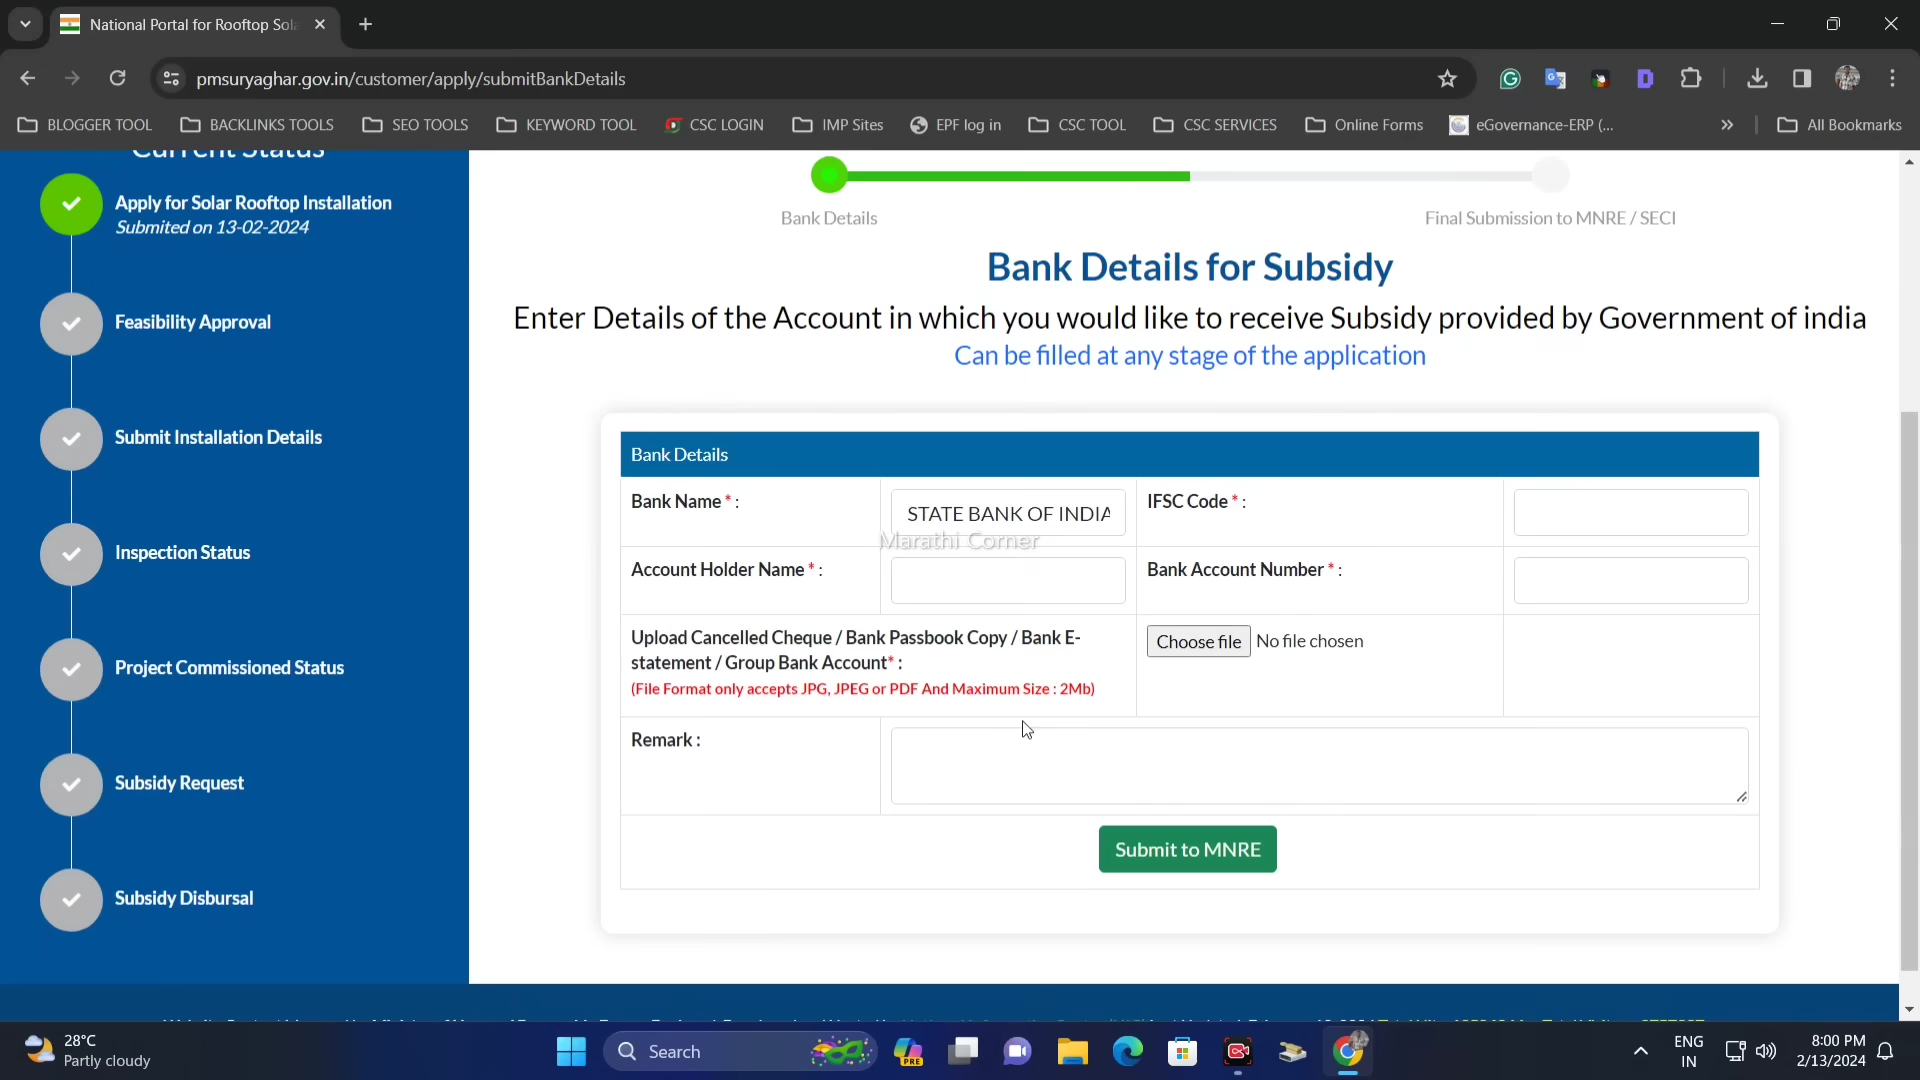 National Portal for Rooftop Sola
pmsuryaghar.gov.in/customer/apply/submitBankDetails
BLOGGER TOOL
BACKLINKS TOOLS
SEO TOOLS
KEYWORD TOOL
CSC LOGIN
IMP Sites
EPF log in
CSC TOOL
CSC SERVICES
Online Forms
eGovernance-ERP (...
All Bookmarks
Current Status
Apply for Solar Rooftop Installation
Submited on 13-02-2024
Feasibility Approval
Submit Installation Details
Inspection Status
Project Commissioned Status
Subsidy Request
Subsidy Disbursal
Bank Details
Final Submission to MNRE / SECI
Bank Details for Subsidy
Enter Details of the Account in which you would like to receive Subsidy provided by Government of india
Can be filled at any stage of the application
Bank Details
Bank Name * :
STATE BANK OF INDIA
IFSC Code * :
Marathi Corner
Account Holder Name * :
Bank Account Number * :
Upload Cancelled Cheque / Bank Passbook Copy / Bank E-
statement / Group Bank Account* :
(File Format only accepts JPG, JPEG or PDF And Maximum Size : 2Mb)
Choose file No file chosen
Remark :
Submit to MNRE
28°C
Partly cloudy
Search
PRE
ENG
IN
8:00 PM
2/13/2024